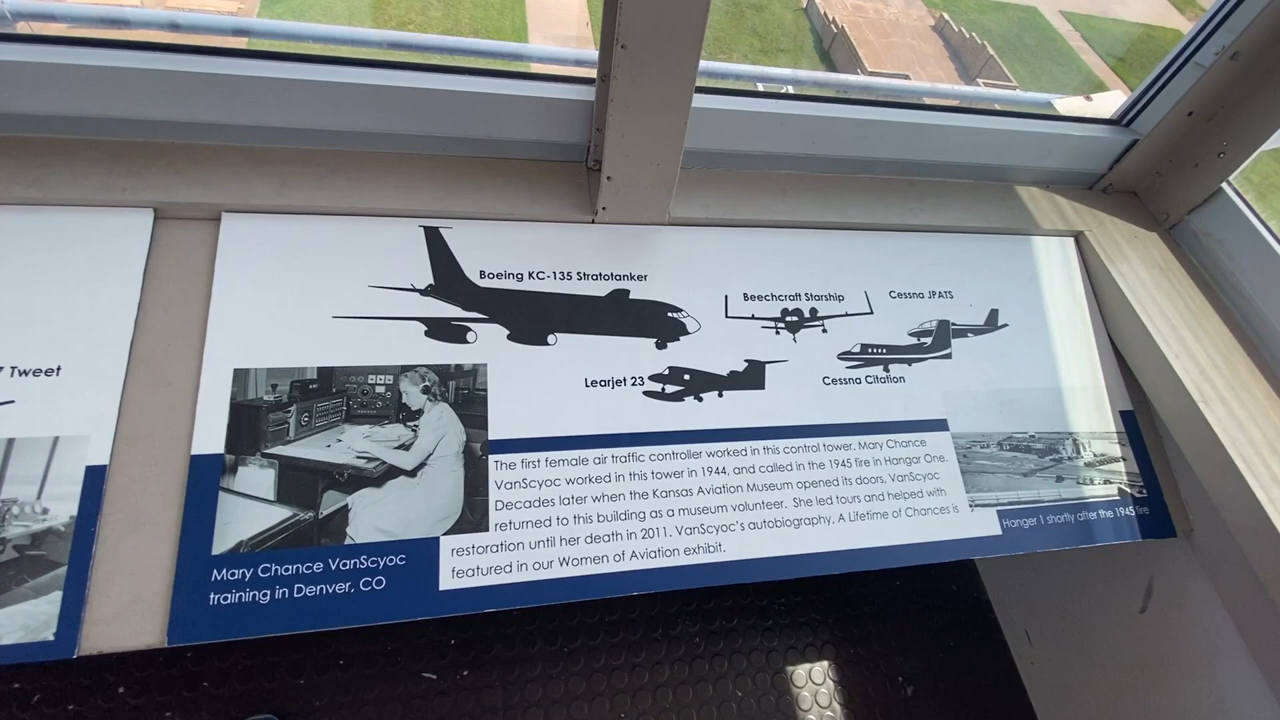 7 Tweet
Boeing KC-135 Stratotanker
Beechcraft Starship
Cessna JPATS
Learjet 23
Cessna Citation
The first female air traffic controller worked in this control tower. Mary Chance
VanScyoc worked in this tower in 1944, and called in the 1945 fire in Hangar One.
Decades later when the Kansas Aviation Museum opened its doors, VanScyoc
returned to this building as a museum volunteer. She led tours and helped with
restoration until her death in 2011. VanScyoc's autobiography, A Lifetime of Chances is
featured in our Women of Aviation exhibit.
Mary Chance VanScyoc
training in Denver, CO
Hanger 1 shortly after the 1945 fire